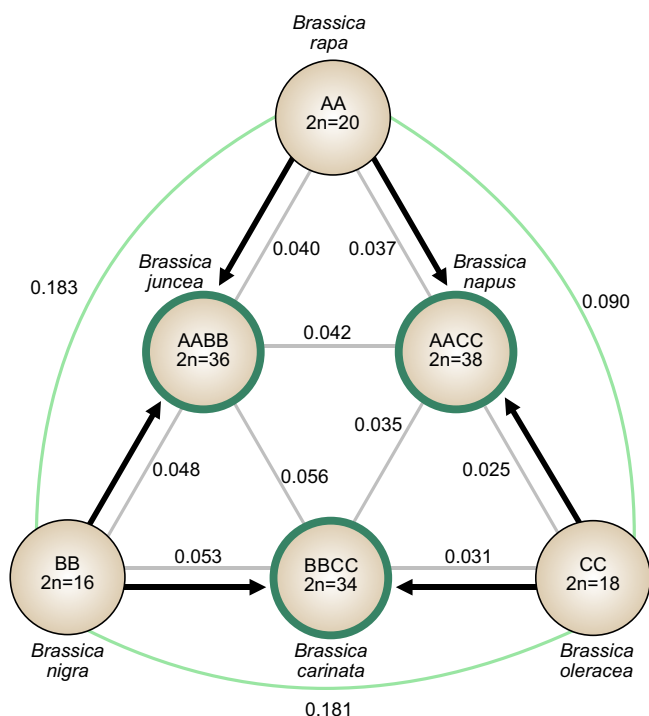 Brassica
rapa
AA
2n=20
0.040
0.037
Brassica
juncea
Brassica
napus
0.183
0.090
AABB
2n=36
0.042
AACC
2n=38
0.035
0.048
0.056
0.025
BB
2n=16
0.053
BBCC
2n=34
0.031
CC
2n=18
Brassica
nigra
Brassica
carinata
Brassica
oleracea
0.181